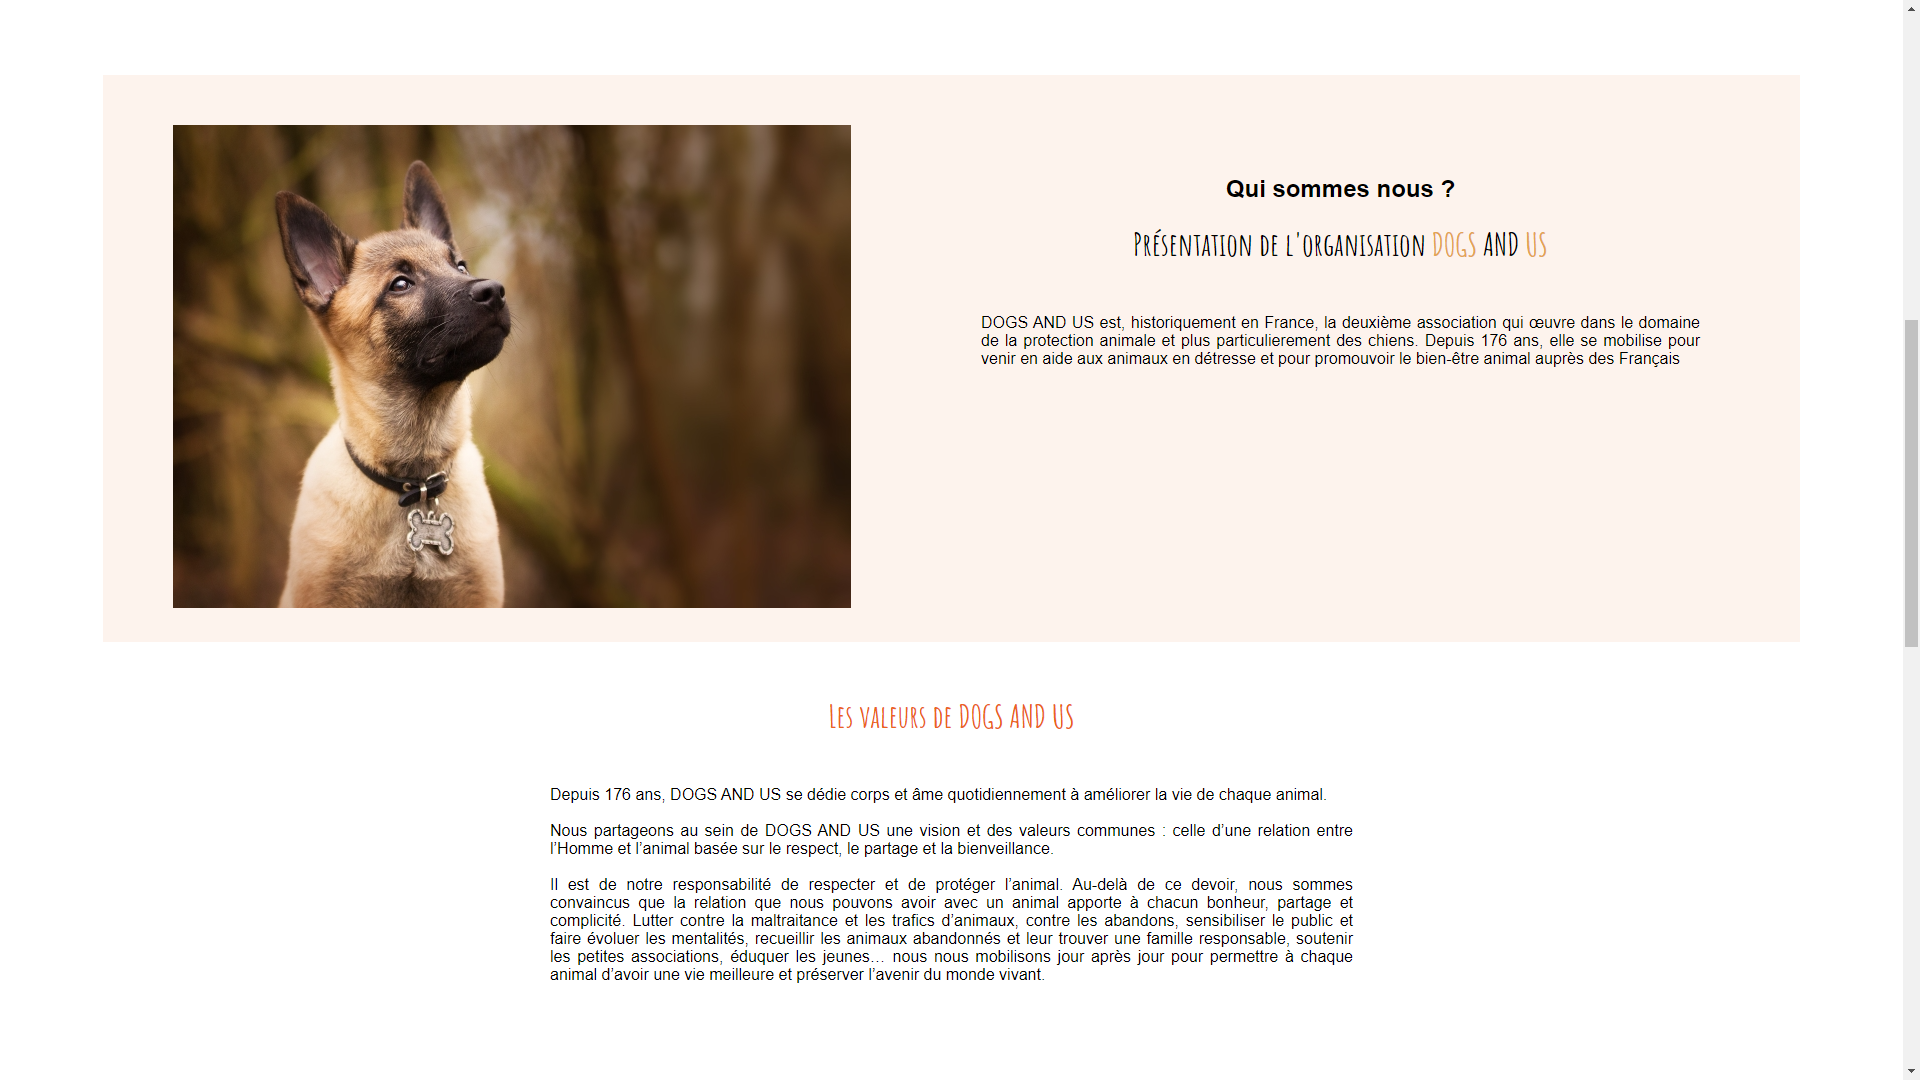 Qui sommes nous ?
Présentation de l'organisation DOGS AND US
DOGS AND US est, historiquement en France, la deuxième association qui œuvre dans le domaine
de la protection animale et plus particulierement des chiens. Depuis 176 ans, elle se mobilise pour
venir en aide aux animaux en détresse et pour promouvoir le bien-être animal auprès des Français
Les valeurs de DOGS AND US
Depuis 176 ans, DOGS AND US se dédie corps et âme quotidiennement à améliorer la vie de chaque animal.
Nous partageons au sein de DOGS AND US une vision et des valeurs communes : celle d’une relation entre
l’Homme et l’animal basée sur le respect, le partage et la bienveillance.
Il est de notre responsabilité de respecter et de protéger l’animal. Au-delà de ce devoir, nous sommes
convaincus que la relation que nous pouvons avoir avec un animal apporte à chacun bonheur, partage et
complicité. Lutter contre la maltraitance et les trafics d’animaux, contre les abandons, sensibiliser le public et
faire évoluer les mentalités, recueillir les animaux abandonnés et leur trouver une famille responsable, soutenir
les petites associations, éduquer les jeunes… nous nous mobilisons jour après jour pour permettre à chaque
animal d’avoir une vie meilleure et préserver l’avenir du monde vivant.